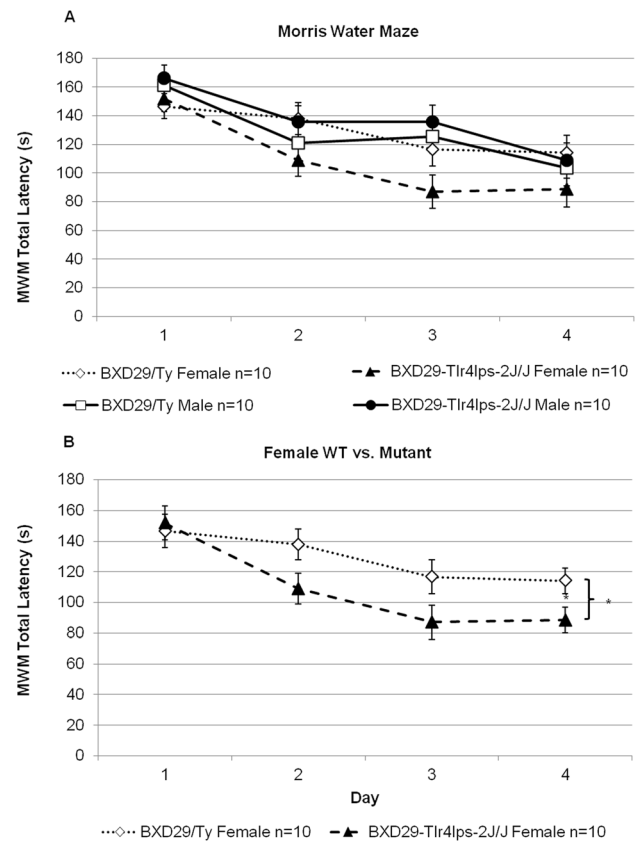 A
Morris Water Maze
MWM Total Latency (s)
180
160
140
120
100
80
60
40
20
0
1 2 3 4
BXD29/Ty Female n=10
BXD29-Tlr4lps-2J/J Female n=10
BXD29/Ty Male n=10
BXD29-Tlr4lps-2J/J Male n=10
B
Female WT vs. Mutant
MWM Total Latency (s)
180
160
140
120
100
80
60
40
20
0
*
*
1 2 3 4
Day
BXD29/Ty Female n=10
BXD29-Tlr4lps-2J/J Female n=10